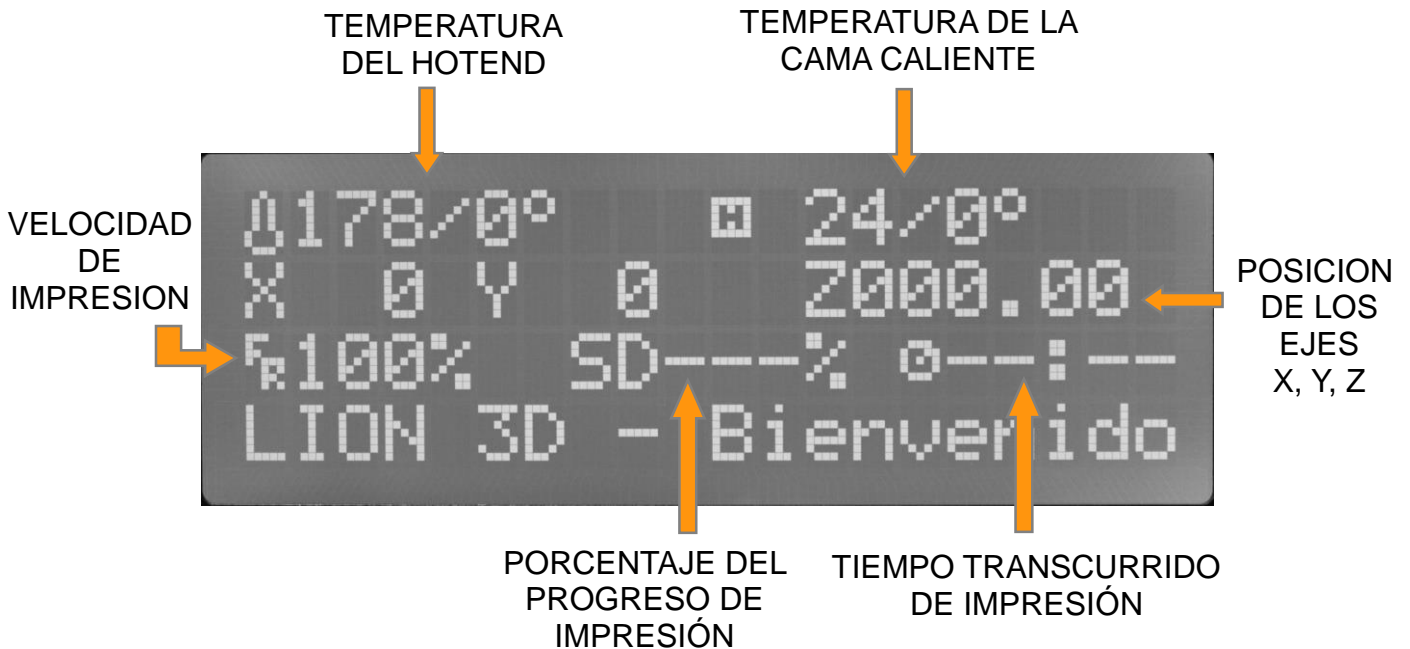 TEMPERATURA
DEL HOTEND
TEMPERATURA DE LA
CAMA CALIENTE
VELOCIDAD
DE
IMPRESION
178/0° 24/0°
X 0 Y 0 Z000.00
FR100% SD---% --:--
LION 3D - Bienvenido
POSICION
DE LOS
EJES
X, Y, Z
PORCENTAJE DEL
PROGRESO DE
IMPRESIÓN
TIEMPO TRANSCURRIDO
DE IMPRESIÓN